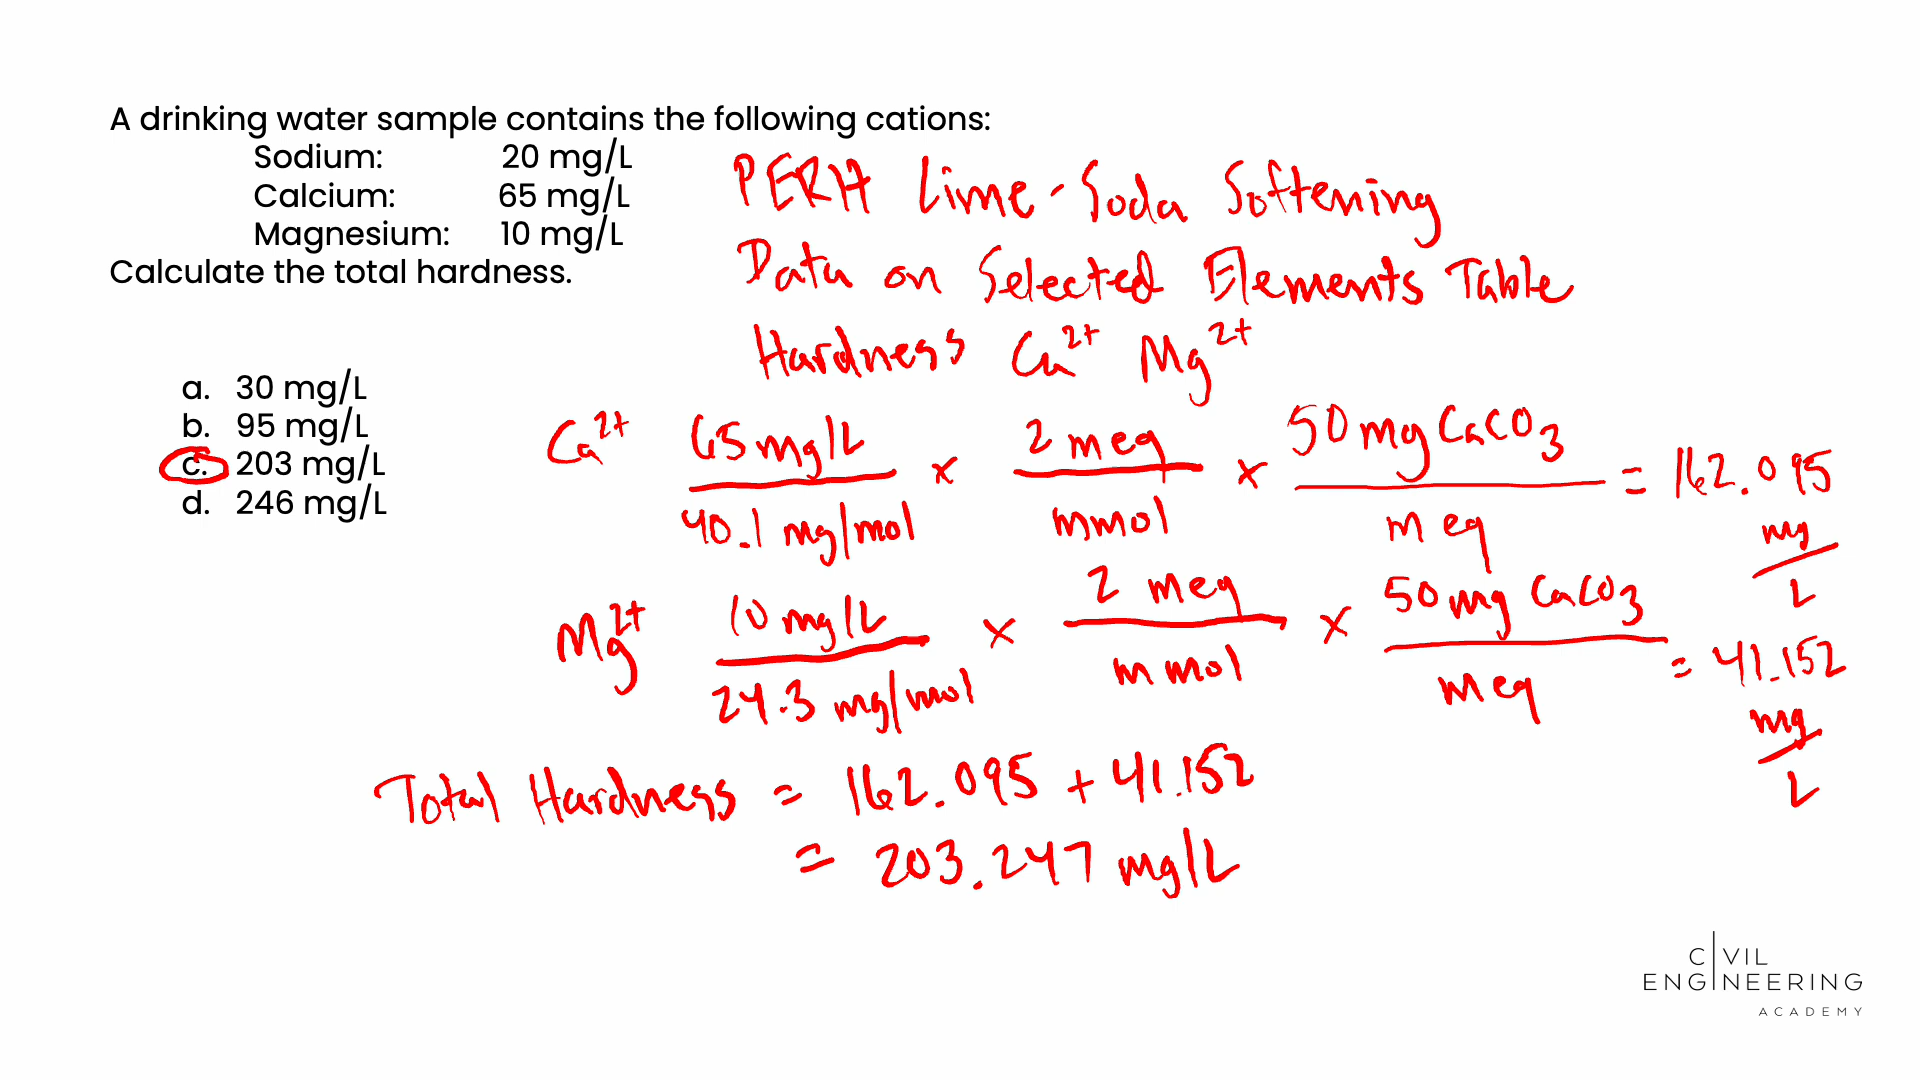 A drinking water sample contains the following cations:
Sodium: 20 mg/L
Calcium: 65 mg/L
Magnesium: 10 mg/L
Calculate the total hardness.
a. 30 mg/L
b. 95 mg/L
c. 203 mg/L
d. 246 mg/L
PERH Lime-Soda Softening
Data on Selected Elements Table
Hardness Ca²⁺ Mg²⁺
Ca²⁺ 65 mg/L × 2 meq × 50 mg CaCO₃ = 162.095 mg/L
40.1 mg/mol mmol meq
Mg²⁺ 10 mg/L × 2 meq × 50 mg CaCO₃ = 41.152 mg/L
24.3 mg/mol mmol meq
Total Hardness = 162.095 + 41.152
= 203.247 mg/L
CIVIL
ENGINEERING
ACADEMY